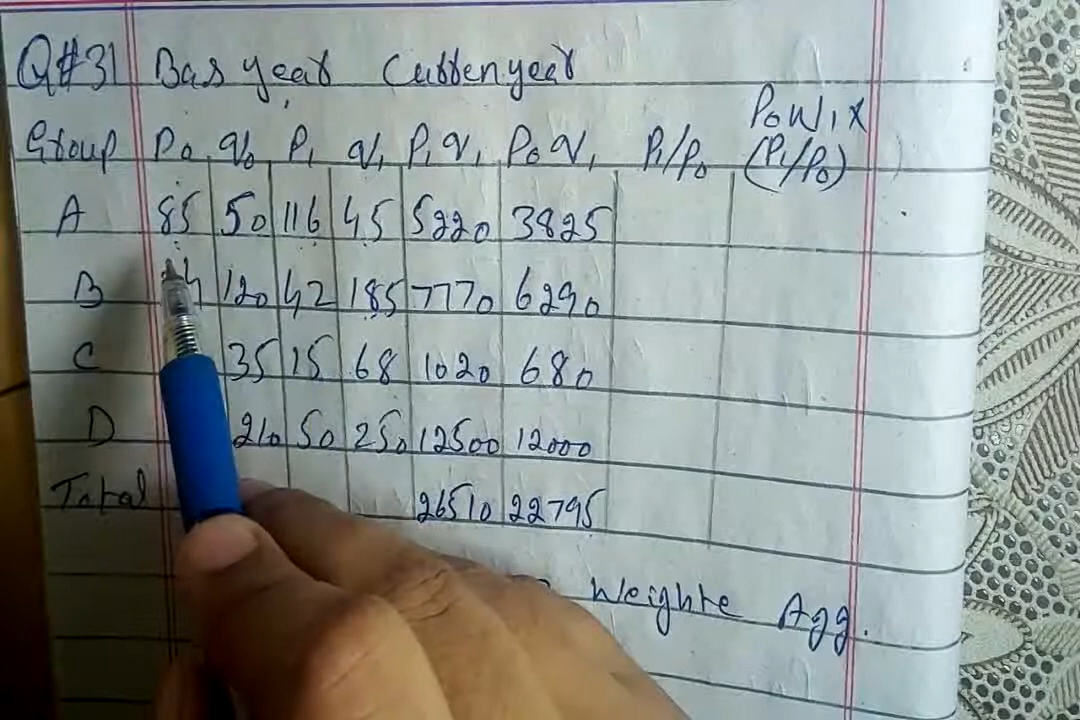 Q#31 Bas year Currenyear
Group P₀ q₀ P₁ q₁ P₁q₁ P₀q₁ P₁/P₀ P₀W₁x (P₁/P₀)
A 85 50 116 45 5220 3825
B 120 42 185 7770 6290
C 35 15 68 1020 680
D 210 50 250 12500 12000
Total 26510 22795
Weighte Agg.